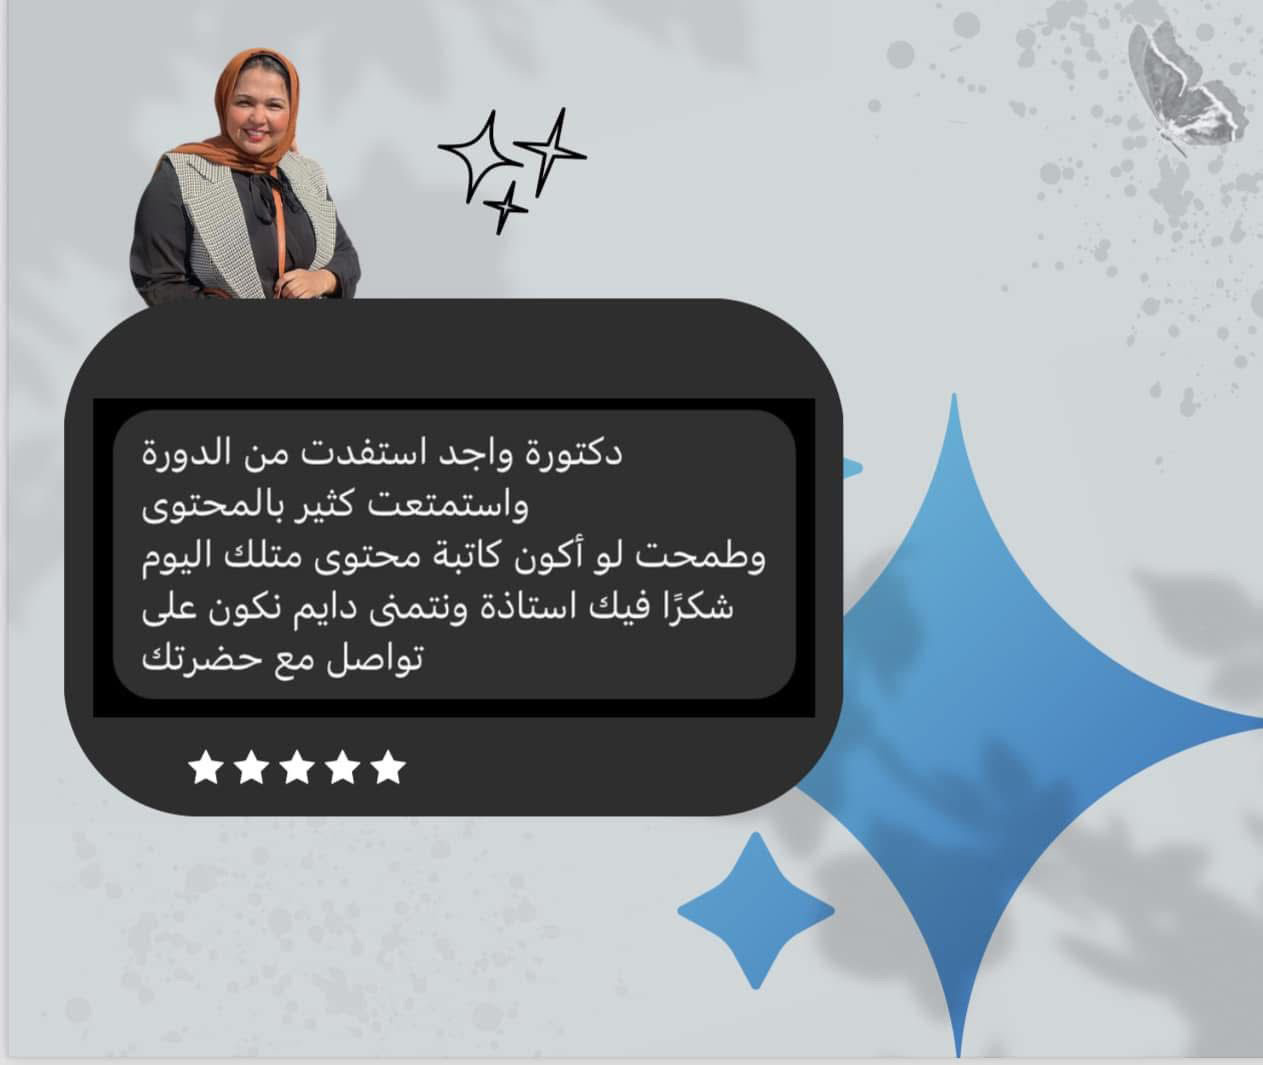 دكتورة واجد استفدت من الدورة
واستمتعت كثير بالمحتوى
وطمحت لو أكون كاتبة محتوى متلك اليوم
شكرًا فيك استاذة ونتمنى دايم نكون على
تواصل مع حضرتك